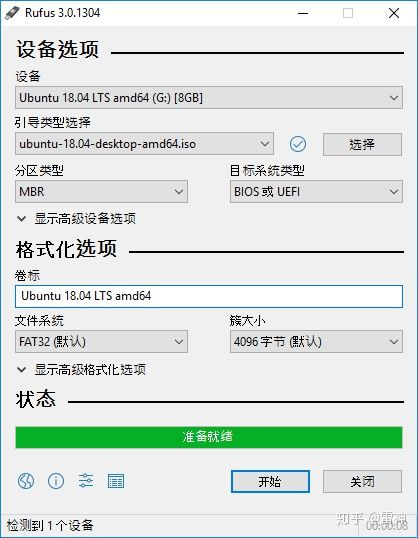 Rufus 3.0.1304
设备选项
设备
Ubuntu 18.04 LTS amd64 (G:) [8GB]
引导类型选择
ubuntu-18.04-desktop-amd64.iso
选择
分区类型
目标系统类型
MBR
BIOS 或 UEFI
显示高级设备选项
格式化选项
卷标
Ubuntu 18.04 LTS amd64
文件系统
簇大小
FAT32 (默认)
4096 字节 (默认)
显示高级格式化选项
状态
准备就绪
开始
关闭
知乎 @雷神
检测到 1 个设备
00:00:08